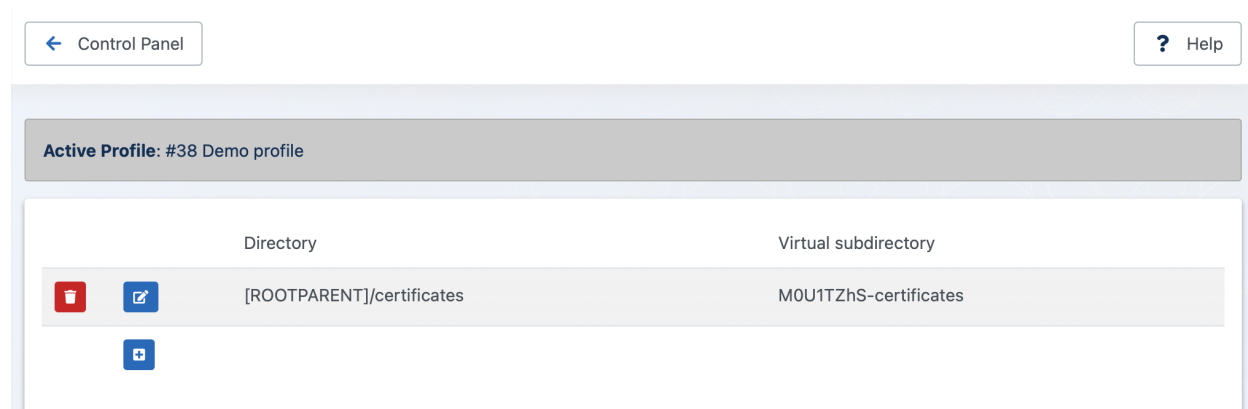 Control Panel
? Help
Active Profile: #38 Demo profile
Directory Virtual subdirectory
[ROOTPARENT]/certificates M0U1TZhS-certificates